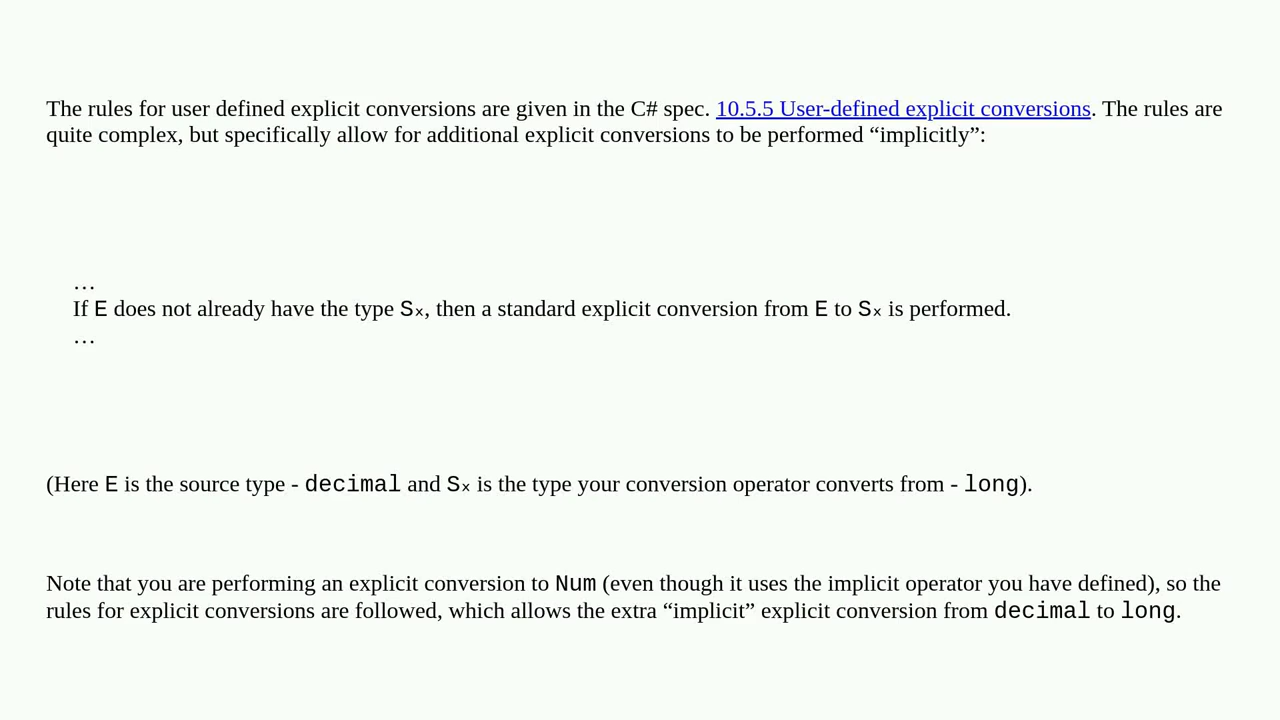 The rules for user defined explicit conversions are given in the C# spec. 10.5.5 User-defined explicit conversions. The rules are
quite complex, but specifically allow for additional explicit conversions to be performed “implicitly”:
…
If E does not already have the type Sₓ, then a standard explicit conversion from E to Sₓ is performed.
…
(Here E is the source type - decimal and Sₓ is the type your conversion operator converts from - long).
Note that you are performing an explicit conversion to Num (even though it uses the implicit operator you have defined), so the
rules for explicit conversions are followed, which allows the extra “implicit” explicit conversion from decimal to long.